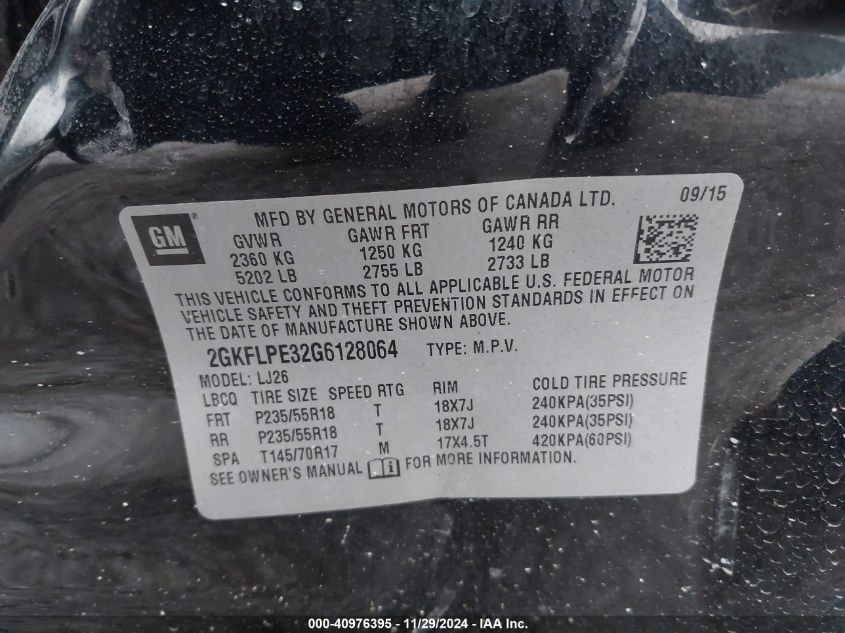 GM ® MFD BY GENERAL MOTORS OF CANADA LTD. 09/15
GVWR GAWR FRT GAWR RR
2360 KG 1250 KG 1240 KG
5202 LB 2755 LB 2733 LB
THIS VEHICLE CONFORMS TO ALL APPLICABLE U.S. FEDERAL MOTOR
VEHICLE SAFETY AND THEFT PREVENTION STANDARDS IN EFFECT ON
THE DATE OF MANUFACTURE SHOWN ABOVE.
2GKFLPE32G6128064 TYPE: M.P.V.
MODEL: LJ26
LBCQ TIRE SIZE SPEED RTG RIM COLD TIRE PRESSURE
FRT P235/55R18 T 18X7J 240KPA(35PSI)
RR P235/55R18 T 18X7J 240KPA(35PSI)
SPA T145/70R17 M 17X4.5T 420KPA(60PSI)
SEE OWNER'S MANUAL FOR MORE INFORMATION.
000-40976395 - 11/29/2024 - IAA, Inc.